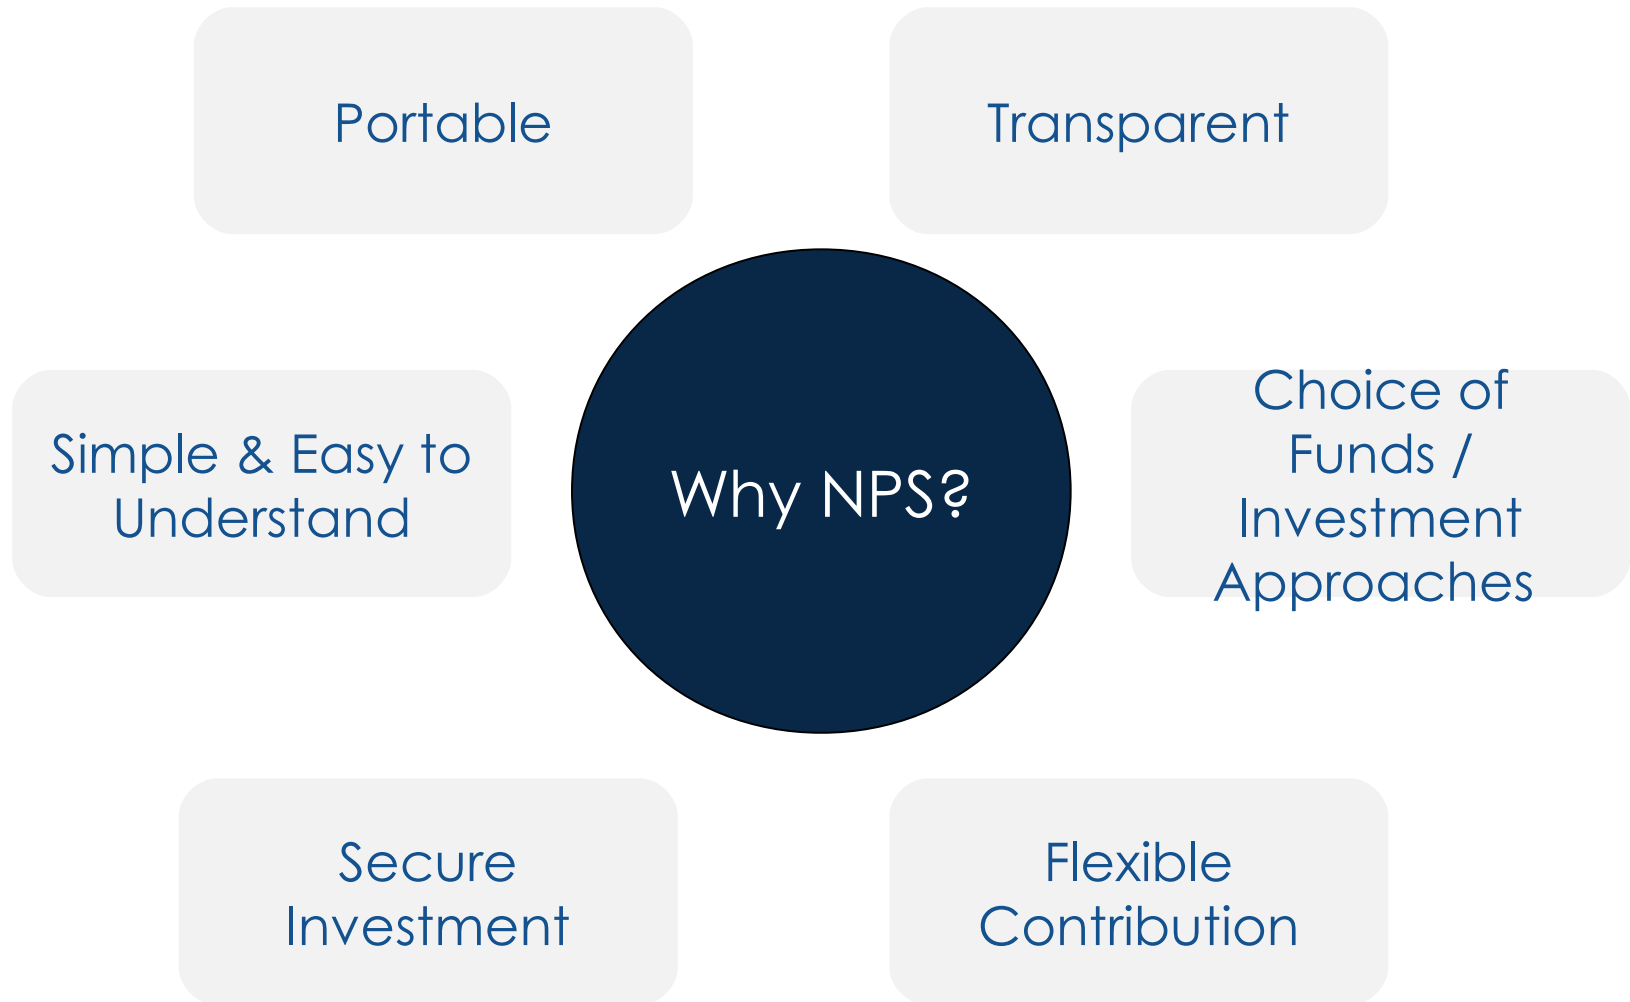 Portable
Transparent
Simple & Easy to
Understand
Why NPS?
Choice of
Funds /
Investment
Approaches
Secure
Investment
Flexible
Contribution